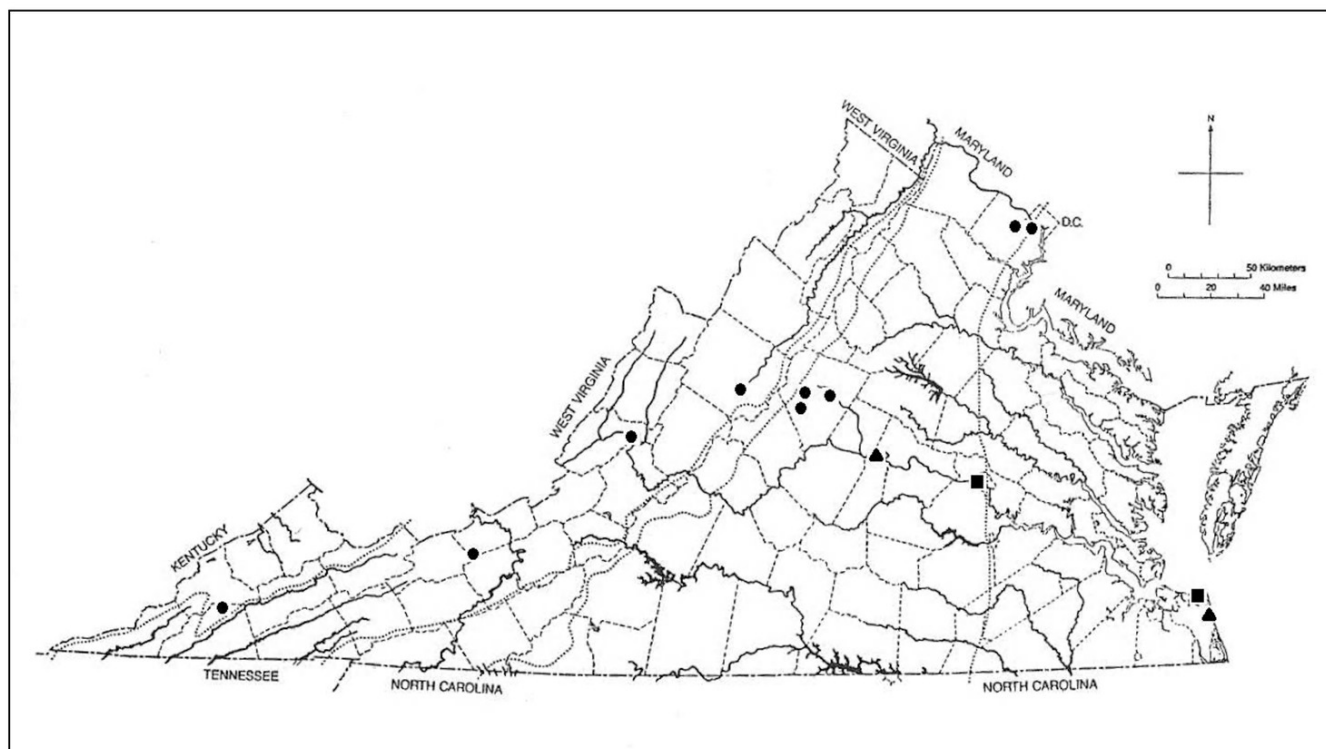 WEST VIRGINIA
MARYLAND
N
D.C.
0 50 Kilometers
0 20 40 Miles
MARYLAND
WEST VIRGINIA
KENTUCKY
TENNESSEE
NORTH CAROLINA
NORTH CAROLINA